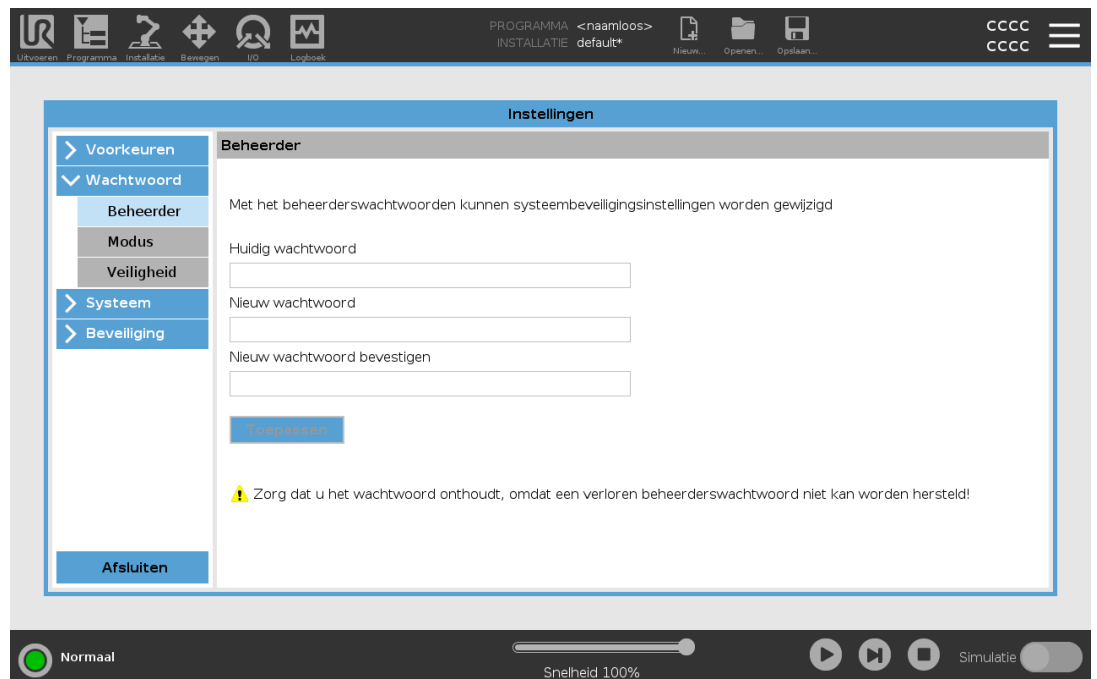 PROGRAMMA <naamloos>
INSTALLATIE default*
CCCC
CCCC
Uitvoeren Programma Installatie Bewegen I/O Logboek Nieuw... Openen... Opslaan...
Instellingen
Voorkeuren
Wachtwoord
Beheerder
Modus
Veiligheid
Systeem
Beveiliging
Afsluiten
Beheerder
Met het beheerderswachtwoorden kunnen systeembeveiligingsinstellingen worden gewijzigd
Huidig wachtwoord
Nieuw wachtwoord
Nieuw wachtwoord bevestigen
Toepassen
Zorg dat u het wachtwoord onthoudt, omdat een verloren beheerderswachtwoord niet kan worden hersteld!
Normaal
Snelheid 100%
Simulatie